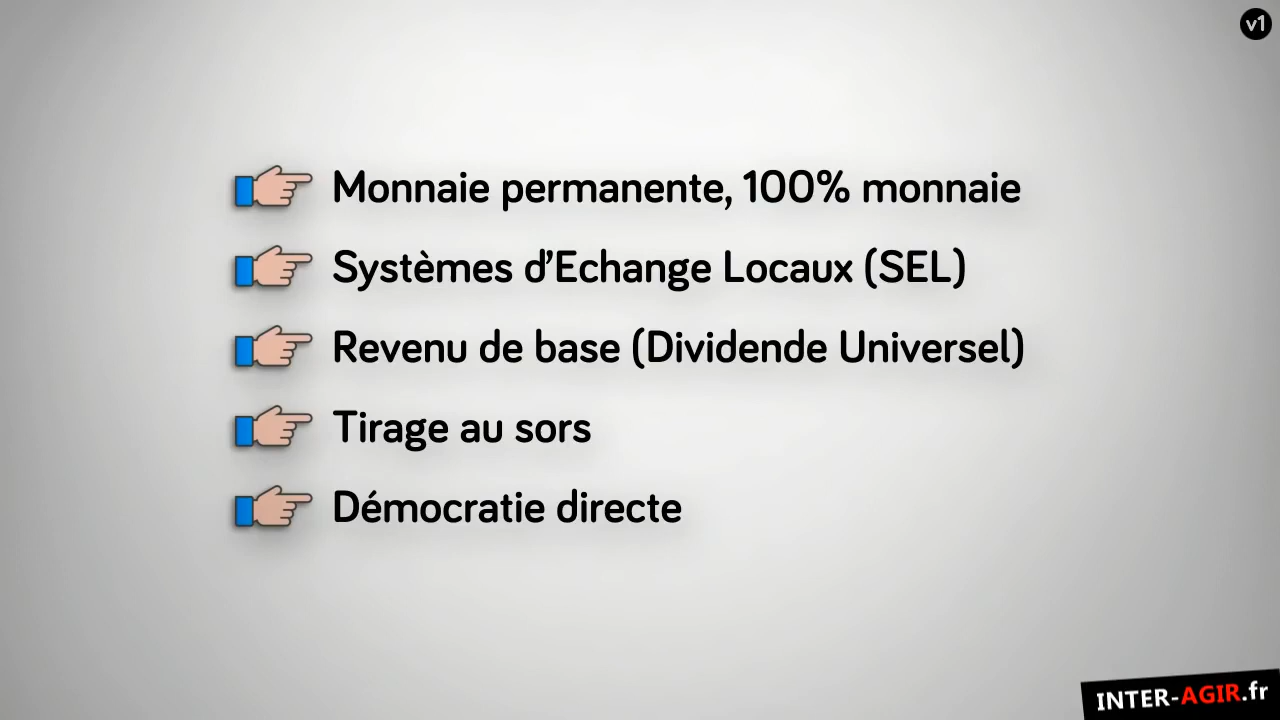 v1
Monnaie permanente, 100% monnaie
Systèmes d'Echange Locaux (SEL)
Revenu de base (Dividende Universel)
Tirage au sors
Démocratie directe
INTER-AGIR.fr